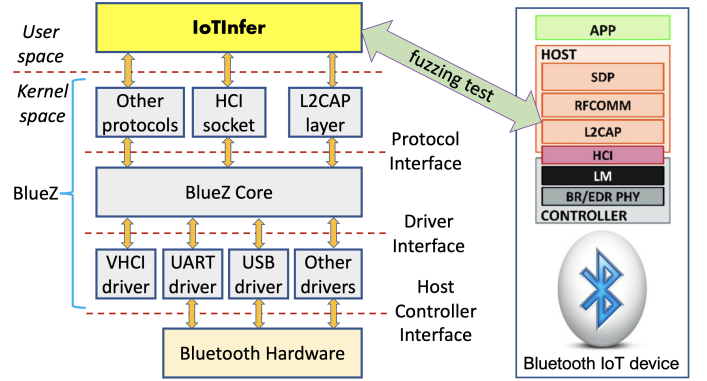 IoTInfer
User
space
Kernel
space
Other
protocols
HCI
socket
L2CAP
layer
Protocol
Interface
BlueZ
BlueZ Core
Driver
Interface
VHCI
driver
UART
driver
USB
driver
Other
drivers
Host
Controller
Interface
Bluetooth Hardware
fuzzing test
APP
HOST
SDP
RFCOMM
L2CAP
HCI
LM
BR/EDR PHY
CONTROLLER
Bluetooth IoT device